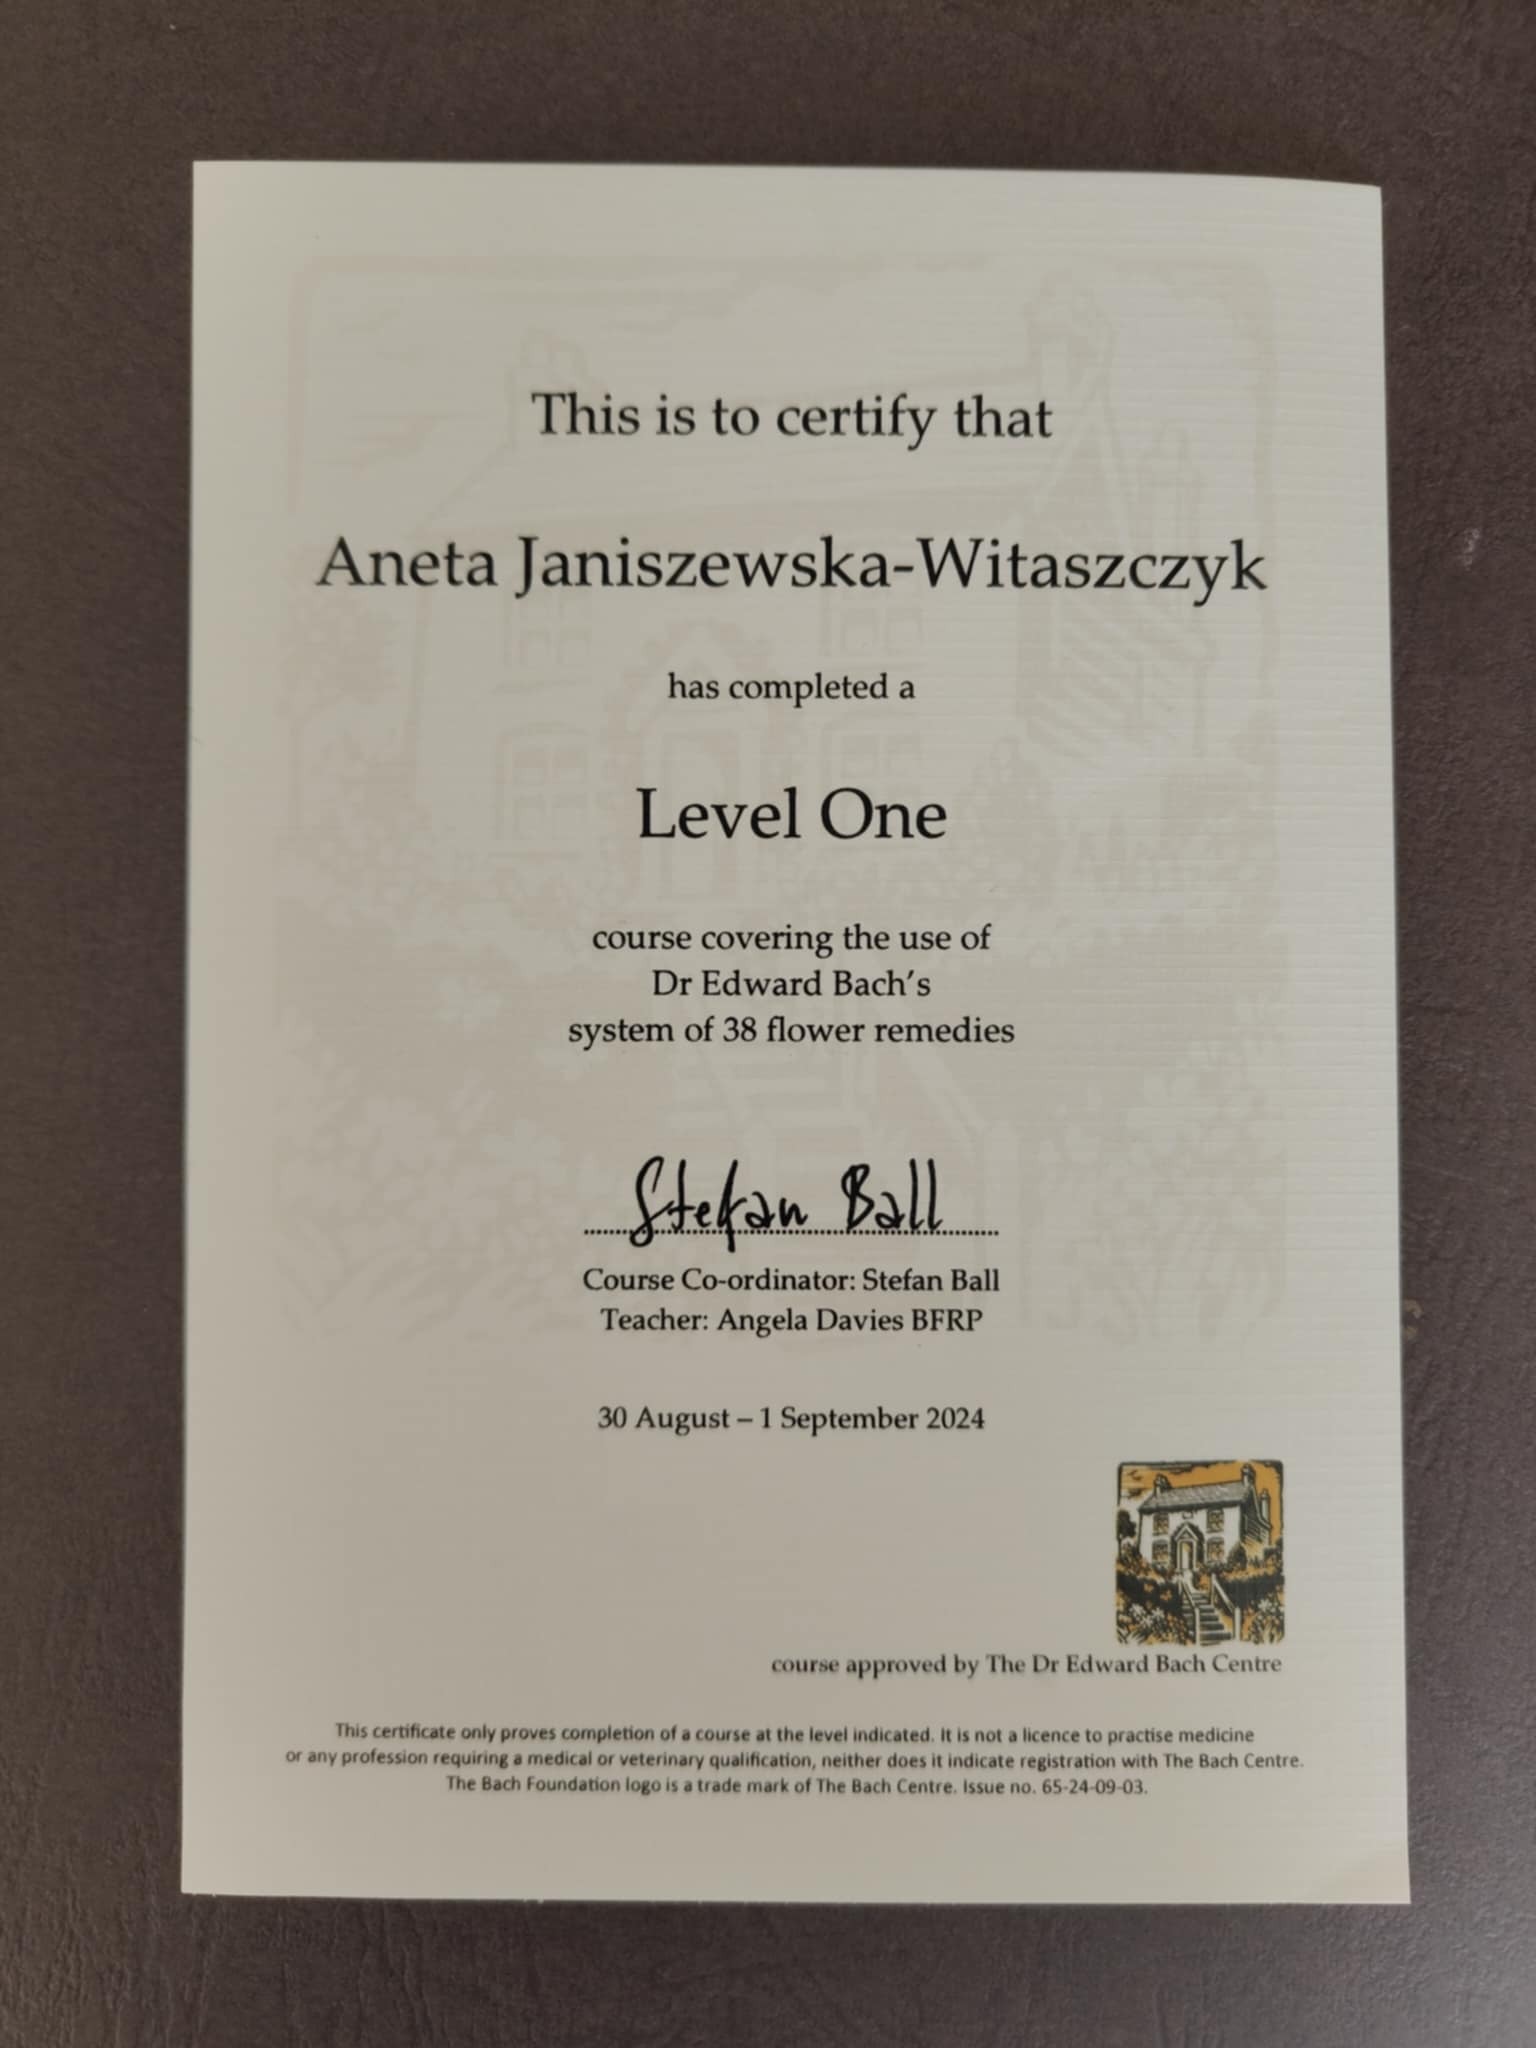 This is to certify that
Aneta Janiszewska-Witaszczyk
has completed a
Level One
course covering the use of
Dr Edward Bach's
system of 38 flower remedies
Stefan Ball
Course Co-ordinator: Stefan Ball
Teacher: Angela Davies BFRP
30 August – 1 September 2024
course approved by The Dr Edward Bach Centre
This certificate only proves completion of a course at the level indicated. It is not a licence to practise medicine
or any profession requiring a medical or veterinary qualification, neither does it indicate registration with The Bach Centre.
The Bach Foundation logo is a trade mark of The Bach Centre. Issue no. 65-24-09-03.